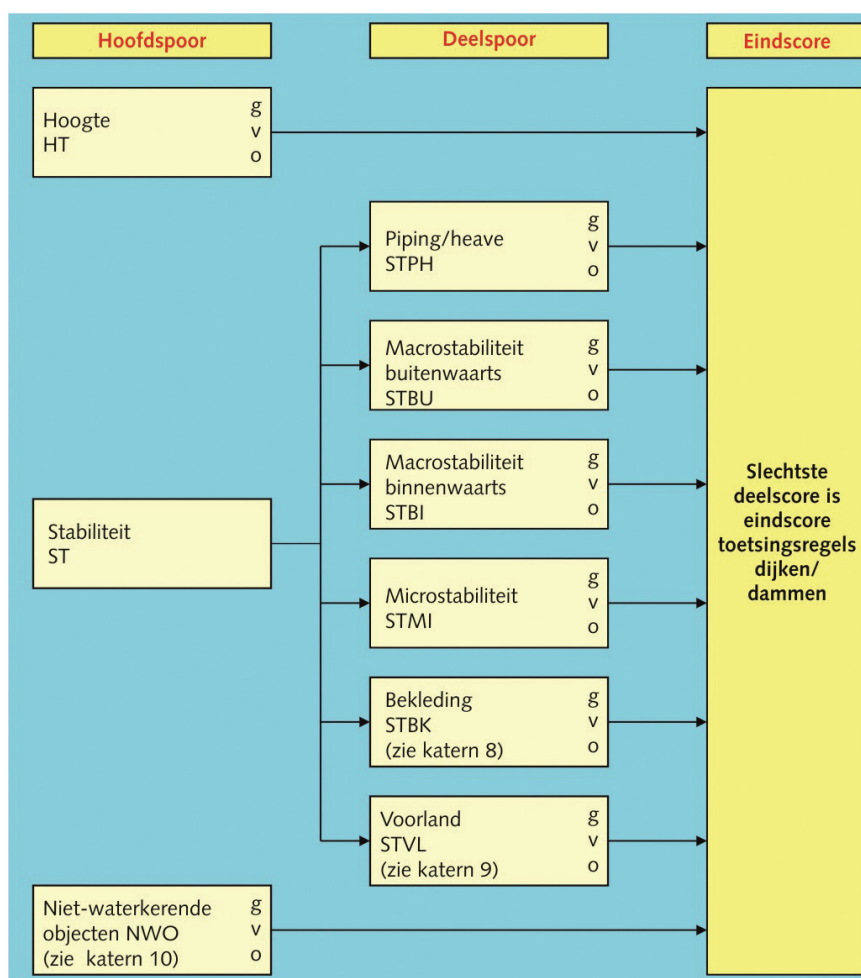 Hoofdspoor
Deelspoor
Eindscore
Hoogte
HT
g
v
o
Piping/heave
STPH
g
v
o
Macrostabiliteit
buitenwaarts
STBU
g
v
o
Macrostabiliteit
binnenwaarts
STBI
g
v
o
Stabiliteit
ST
Microstabiliteit
STMI
g
v
o
Bekleding
STBK
(zie katern 8)
g
v
o
Voorland
STVL
(zie katern 9)
g
v
o
Niet-waterkerende
objecten NWO
(zie katern 10)
g
v
o
Slechtste
deelscore is
eindscore
toetsingsregels
dijken/
dammen